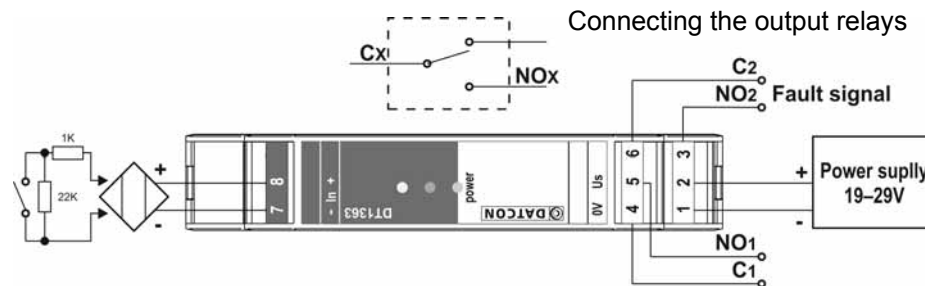 Connecting the output relays
Cx
NOx
C2
NO2 Fault signal
1K
22K
+
-
8
7
- In +
DT1363
power
DATCON
0V Us
6
5
4
3
2
1
+
-
Power suplly
19–29V
NO1
C1